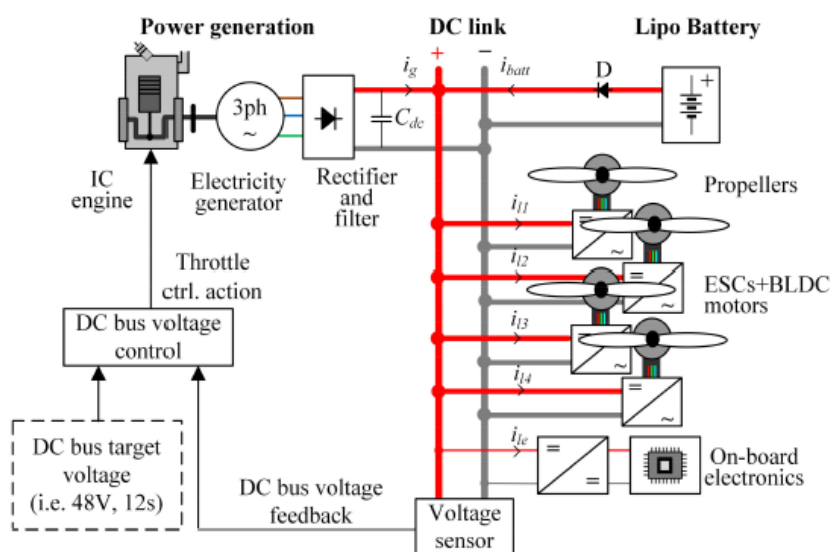 Power generation
DC link
Lipo Battery
+
−
i_g
i_batt
D
+
3ph
~
C_dc
IC
engine
Electricity
generator
Rectifier
and
filter
Propellers
i_l1
=
~
i_l2
=
~
ESCs+BLDC
motors
i_l3
=
~
i_l4
=
~
Throttle
ctrl. action
DC bus voltage
control
DC bus target
voltage
(i.e. 48V, 12s)
DC bus voltage
feedback
i_le
=
=
On-board
electronics
Voltage
sensor